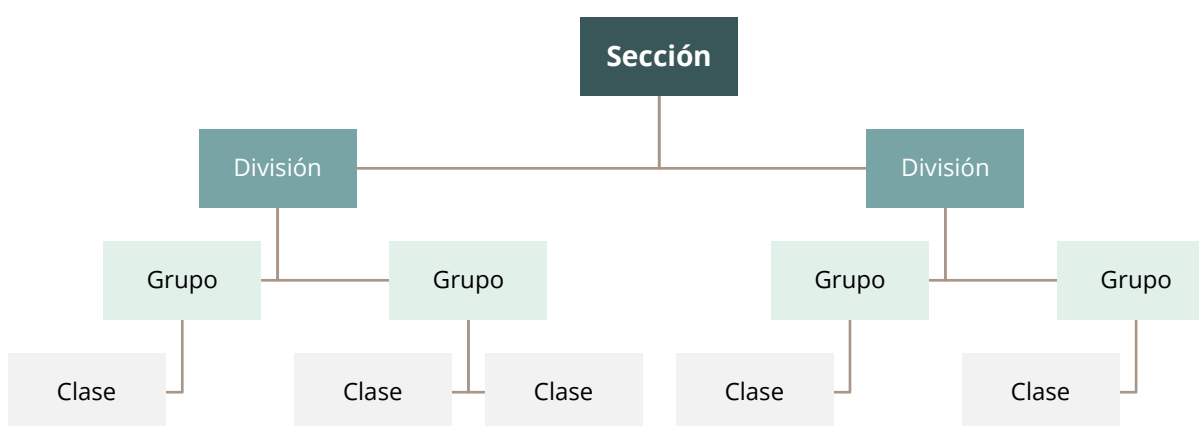 Sección
División
División
Grupo
Grupo
Grupo
Grupo
Clase
Clase
Clase
Clase
Clase